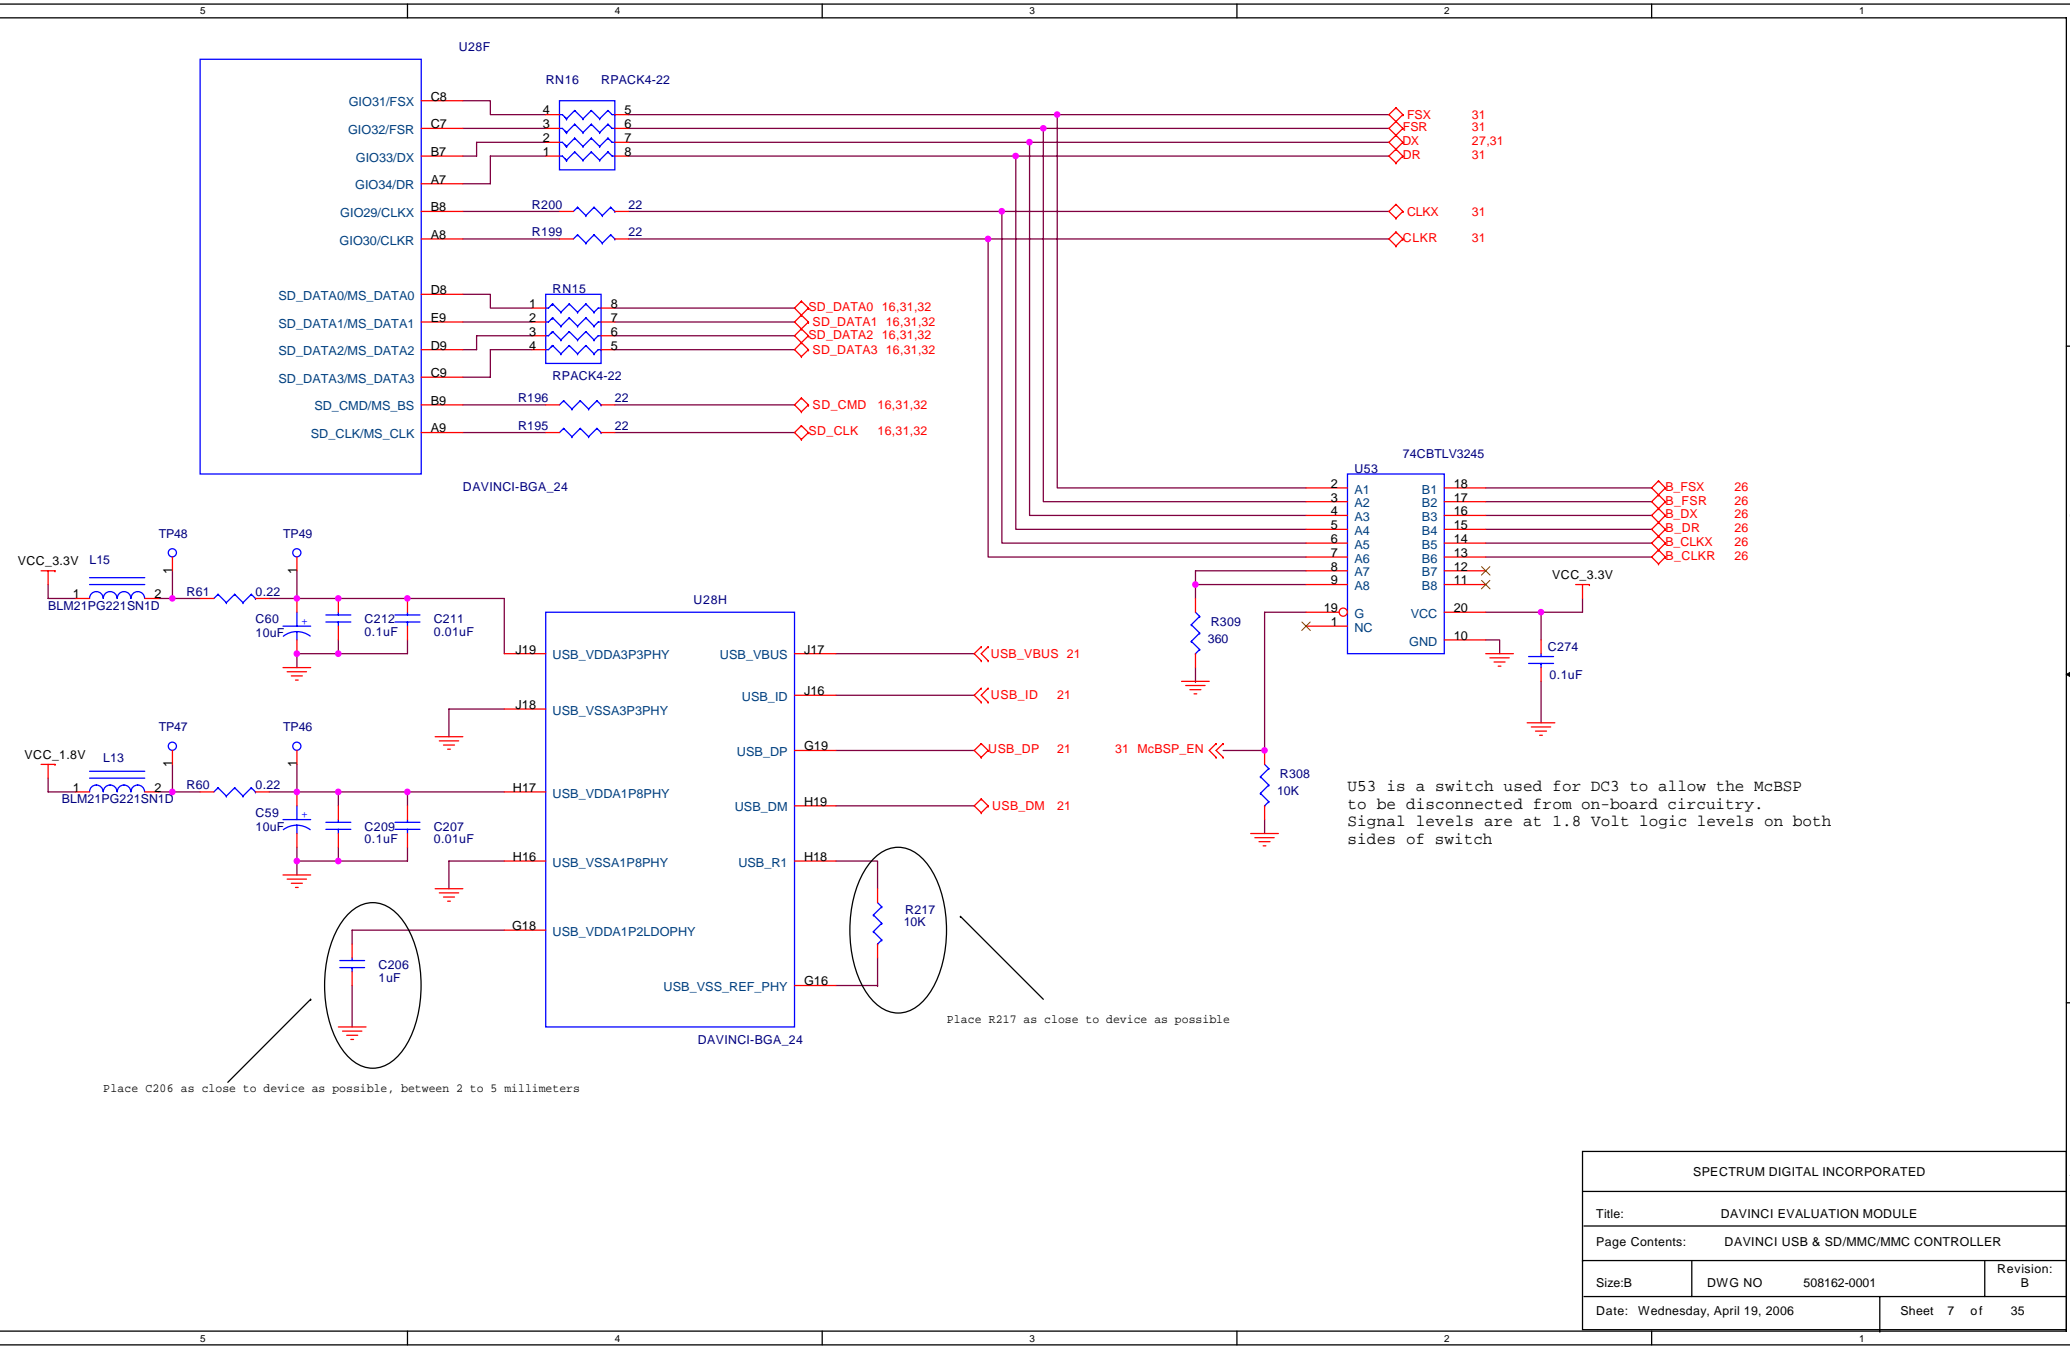 5 4 3 2 1
U28F
GIO31/FSX C8
GIO32/FSR C7
GIO33/DX B7
GIO34/DR A7
GIO29/CLKX B8
GIO30/CLKR A8
SD_DATA0/MS_DATA0 D8
SD_DATA1/MS_DATA1 E9
SD_DATA2/MS_DATA2 D9
SD_DATA3/MS_DATA3 C9
SD_CMD/MS_BS B9
SD_CLK/MS_CLK A9
DAVINCI-BGA_24
RN16 RPACK4-22
4 5
3 6
2 7
1 8
FSX 31
FSR 31
DX 27,31
DR 31
R200 22
CLKX 31
R199 22
CLKR 31
RN15
1 8
2 7
3 6
4 5
RPACK4-22
SD_DATA0 16,31,32
SD_DATA1 16,31,32
SD_DATA2 16,31,32
SD_DATA3 16,31,32
R196 22
SD_CMD 16,31,32
R195 22
SD_CLK 16,31,32
74CBTLV3245
U53
2 A1 B1 18
3 A2 B2 17
4 A3 B3 16
5 A4 B4 15
6 A5 B5 14
7 A6 B6 13
8 A7 B7 12
9 A8 B8 11
19 G VCC 20
1 NC
GND 10
B_FSX 26
B_FSR 26
B_DX 26
B_DR 26
B_CLKX 26
B_CLKR 26
VCC_3.3V
C274
0.1uF
R309
360
31 McBSP_EN
R308
10K
U53 is a switch used for DC3 to allow the McBSP
to be disconnected from on-board circuitry.
Signal levels are at 1.8 Volt logic levels on both
sides of switch
TP48 TP49
1 1
VCC_3.3V L15
1 2
BLM21PG221SN1D
R61 0.22
C60
10uF
C212
0.1uF
C211
0.01uF
TP47 TP46
1 1
VCC_1.8V L13
1 2
BLM21PG221SN1D
R60 0.22
C59
10uF
C209
0.1uF
C207
0.01uF
U28H
J19 USB_VDDA3P3PHY
J18 USB_VSSA3P3PHY
H17 USB_VDDA1P8PHY
H16 USB_VSSA1P8PHY
G18 USB_VDDA1P2LDOPHY
USB_VBUS J17
USB_ID J16
USB_DP G19
USB_DM H19
USB_R1 H18
USB_VSS_REF_PHY G16
DAVINCI-BGA_24
USB_VBUS 21
USB_ID 21
USB_DP 21
USB_DM 21
R217
10K
Place R217 as close to device as possible
C206
1uF
Place C206 as close to device as possible, between 2 to 5 millimeters
SPECTRUM DIGITAL INCORPORATED
Title: DAVINCI EVALUATION MODULE
Page Contents: DAVINCI USB & SD/MMC/MMC CONTROLLER
Size:B DWG NO 508162-0001 Revision:
B
Date: Wednesday, April 19, 2006 Sheet 7 of 35
5 4 3 2 1